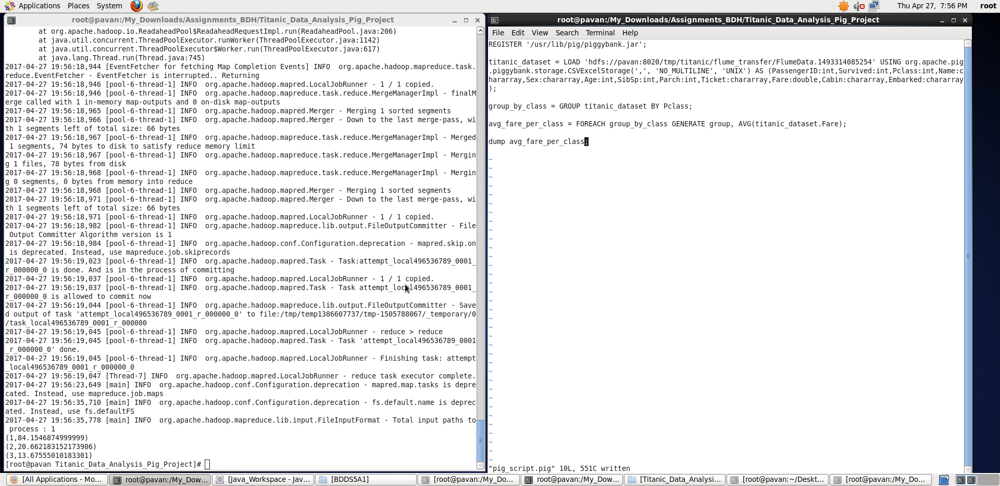 Applications Places System Thu Apr 27, 7:56 PM root
root@pavan:/My_Downloads/Assignments_BDH/Titanic_Data_Analysis_Pig_Project
at org.apache.hadoop.io.ReadaheadPool$ReadaheadRequestImpl.run(ReadaheadPool.java:206)
at java.util.concurrent.ThreadPoolExecutor.runWorker(ThreadPoolExecutor.java:1142)
at java.util.concurrent.ThreadPoolExecutor$Worker.run(ThreadPoolExecutor.java:617)
at java.lang.Thread.run(Thread.java:745)
2017-04-27 19:56:18,944 [EventFetcher for fetching Map Completion Events] INFO  org.apache.hadoop.mapreduce.task.
reduce.EventFetcher - EventFetcher is interrupted.. Returning
2017-04-27 19:56:18,946 [pool-6-thread-1] INFO  org.apache.hadoop.mapred.LocalJobRunner - 1 / 1 copied.
2017-04-27 19:56:18,946 [pool-6-thread-1] INFO  org.apache.hadoop.mapreduce.task.reduce.MergeManagerImpl - finalM
erge called with 1 in-memory map-outputs and 0 on-disk map-outputs
2017-04-27 19:56:18,965 [pool-6-thread-1] INFO  org.apache.hadoop.mapred.Merger - Merging 1 sorted segments
2017-04-27 19:56:18,966 [pool-6-thread-1] INFO  org.apache.hadoop.mapred.Merger - Down to the last merge-pass, wi
th 1 segments left of total size: 66 bytes
2017-04-27 19:56:18,967 [pool-6-thread-1] INFO  org.apache.hadoop.mapreduce.task.reduce.MergeManagerImpl - Merged
 1 segments, 74 bytes to disk to satisfy reduce memory limit
2017-04-27 19:56:18,967 [pool-6-thread-1] INFO  org.apache.hadoop.mapreduce.task.reduce.MergeManagerImpl - Mergin
g 1 files, 78 bytes from disk
2017-04-27 19:56:18,968 [pool-6-thread-1] INFO  org.apache.hadoop.mapreduce.task.reduce.MergeManagerImpl - Mergin
g 0 segments, 0 bytes from memory into reduce
2017-04-27 19:56:18,968 [pool-6-thread-1] INFO  org.apache.hadoop.mapred.Merger - Merging 1 sorted segments
2017-04-27 19:56:18,971 [pool-6-thread-1] INFO  org.apache.hadoop.mapred.Merger - Down to the last merge-pass, wi
th 1 segments left of total size: 66 bytes
2017-04-27 19:56:18,971 [pool-6-thread-1] INFO  org.apache.hadoop.mapred.LocalJobRunner - 1 / 1 copied.
2017-04-27 19:56:18,982 [pool-6-thread-1] INFO  org.apache.hadoop.mapreduce.lib.output.FileOutputCommitter - File
 Output Committer Algorithm version is 1
2017-04-27 19:56:18,984 [pool-6-thread-1] INFO  org.apache.hadoop.conf.Configuration.deprecation - mapred.skip.on
 is deprecated. Instead, use mapreduce.job.skiprecords
2017-04-27 19:56:19,023 [pool-6-thread-1] INFO  org.apache.hadoop.mapred.Task - Task:attempt_local496536789_0001_
r_000000_0 is done. And is in the process of committing
2017-04-27 19:56:19,037 [pool-6-thread-1] INFO  org.apache.hadoop.mapred.LocalJobRunner - 1 / 1 copied.
2017-04-27 19:56:19,037 [pool-6-thread-1] INFO  org.apache.hadoop.mapred.Task - Task attempt_local496536789_0001_
r_000000_0 is allowed to commit now
2017-04-27 19:56:19,044 [pool-6-thread-1] INFO  org.apache.hadoop.mapreduce.lib.output.FileOutputCommitter - Save
d output of task 'attempt_local496536789_0001_r_000000_0' to file:/tmp/temp1386607737/tmp-1505788067/_temporary/0
/task_local496536789_0001_r_000000
2017-04-27 19:56:19,045 [pool-6-thread-1] INFO  org.apache.hadoop.mapred.LocalJobRunner - reduce > reduce
2017-04-27 19:56:19,045 [pool-6-thread-1] INFO  org.apache.hadoop.mapred.Task - Task 'attempt_local496536789_0001
_r_000000_0' done.
2017-04-27 19:56:19,045 [pool-6-thread-1] INFO  org.apache.hadoop.mapred.LocalJobRunner - Finishing task: attempt
_local496536789_0001_r_000000_0
2017-04-27 19:56:19,047 [Thread-7] INFO  org.apache.hadoop.mapred.LocalJobRunner - reduce task executor complete.
2017-04-27 19:56:23,649 [main] INFO  org.apache.hadoop.conf.Configuration.deprecation - mapred.map.tasks is depre
cated. Instead, use mapreduce.job.maps
2017-04-27 19:56:35,710 [main] INFO  org.apache.hadoop.conf.Configuration.deprecation - fs.default.name is deprec
ated. Instead, use fs.defaultFS
2017-04-27 19:56:35,778 [main] INFO  org.apache.hadoop.mapreduce.lib.input.FileInputFormat - Total input paths to
 process : 1
(1,84.1546874999999)
(2,20.662183152173906)
(3,13.67555010183301)
[root@pavan Titanic_Data_Analysis_Pig_Project]#
root@pavan:/My_Downloads/Assignments_BDH/Titanic_Data_Analysis_Pig_Project
File Edit View Search Terminal Help
REGISTER '/usr/lib/pig/piggybank.jar';
titanic_dataset = LOAD 'hdfs://pavan:8020/tmp/titanic/flume_transfer/FlumeData.1493314085254' USING org.apache.pig
.piggybank.storage.CSVExcelStorage(',', 'NO_MULTILINE', 'UNIX') AS (PassengerID:int,Survived:int,Pclass:int,Name:c
hararray,Sex:chararray,Age:int,SibSp:int,Parch:int,Ticket:chararray,Fare:double,Cabin:chararray,Embarked:chararray
);
group_by_class = GROUP titanic_dataset BY Pclass;
avg_fare_per_class = FOREACH group_by_class GENERATE group, AVG(titanic_dataset.Fare);
dump avg_fare_per_class;
"pig_script.pig" 10L, 551C written
[All Applications - Mo... root@pavan:/My_Dow... [Java_Workspace - Jav... [BDDS5A1] [root@pavan:/My_Do... root@pavan:/My_Dow... [Titanic_Data_Analysi... [root@pavan:~/Deskt... [root@pavan:/My_Do...